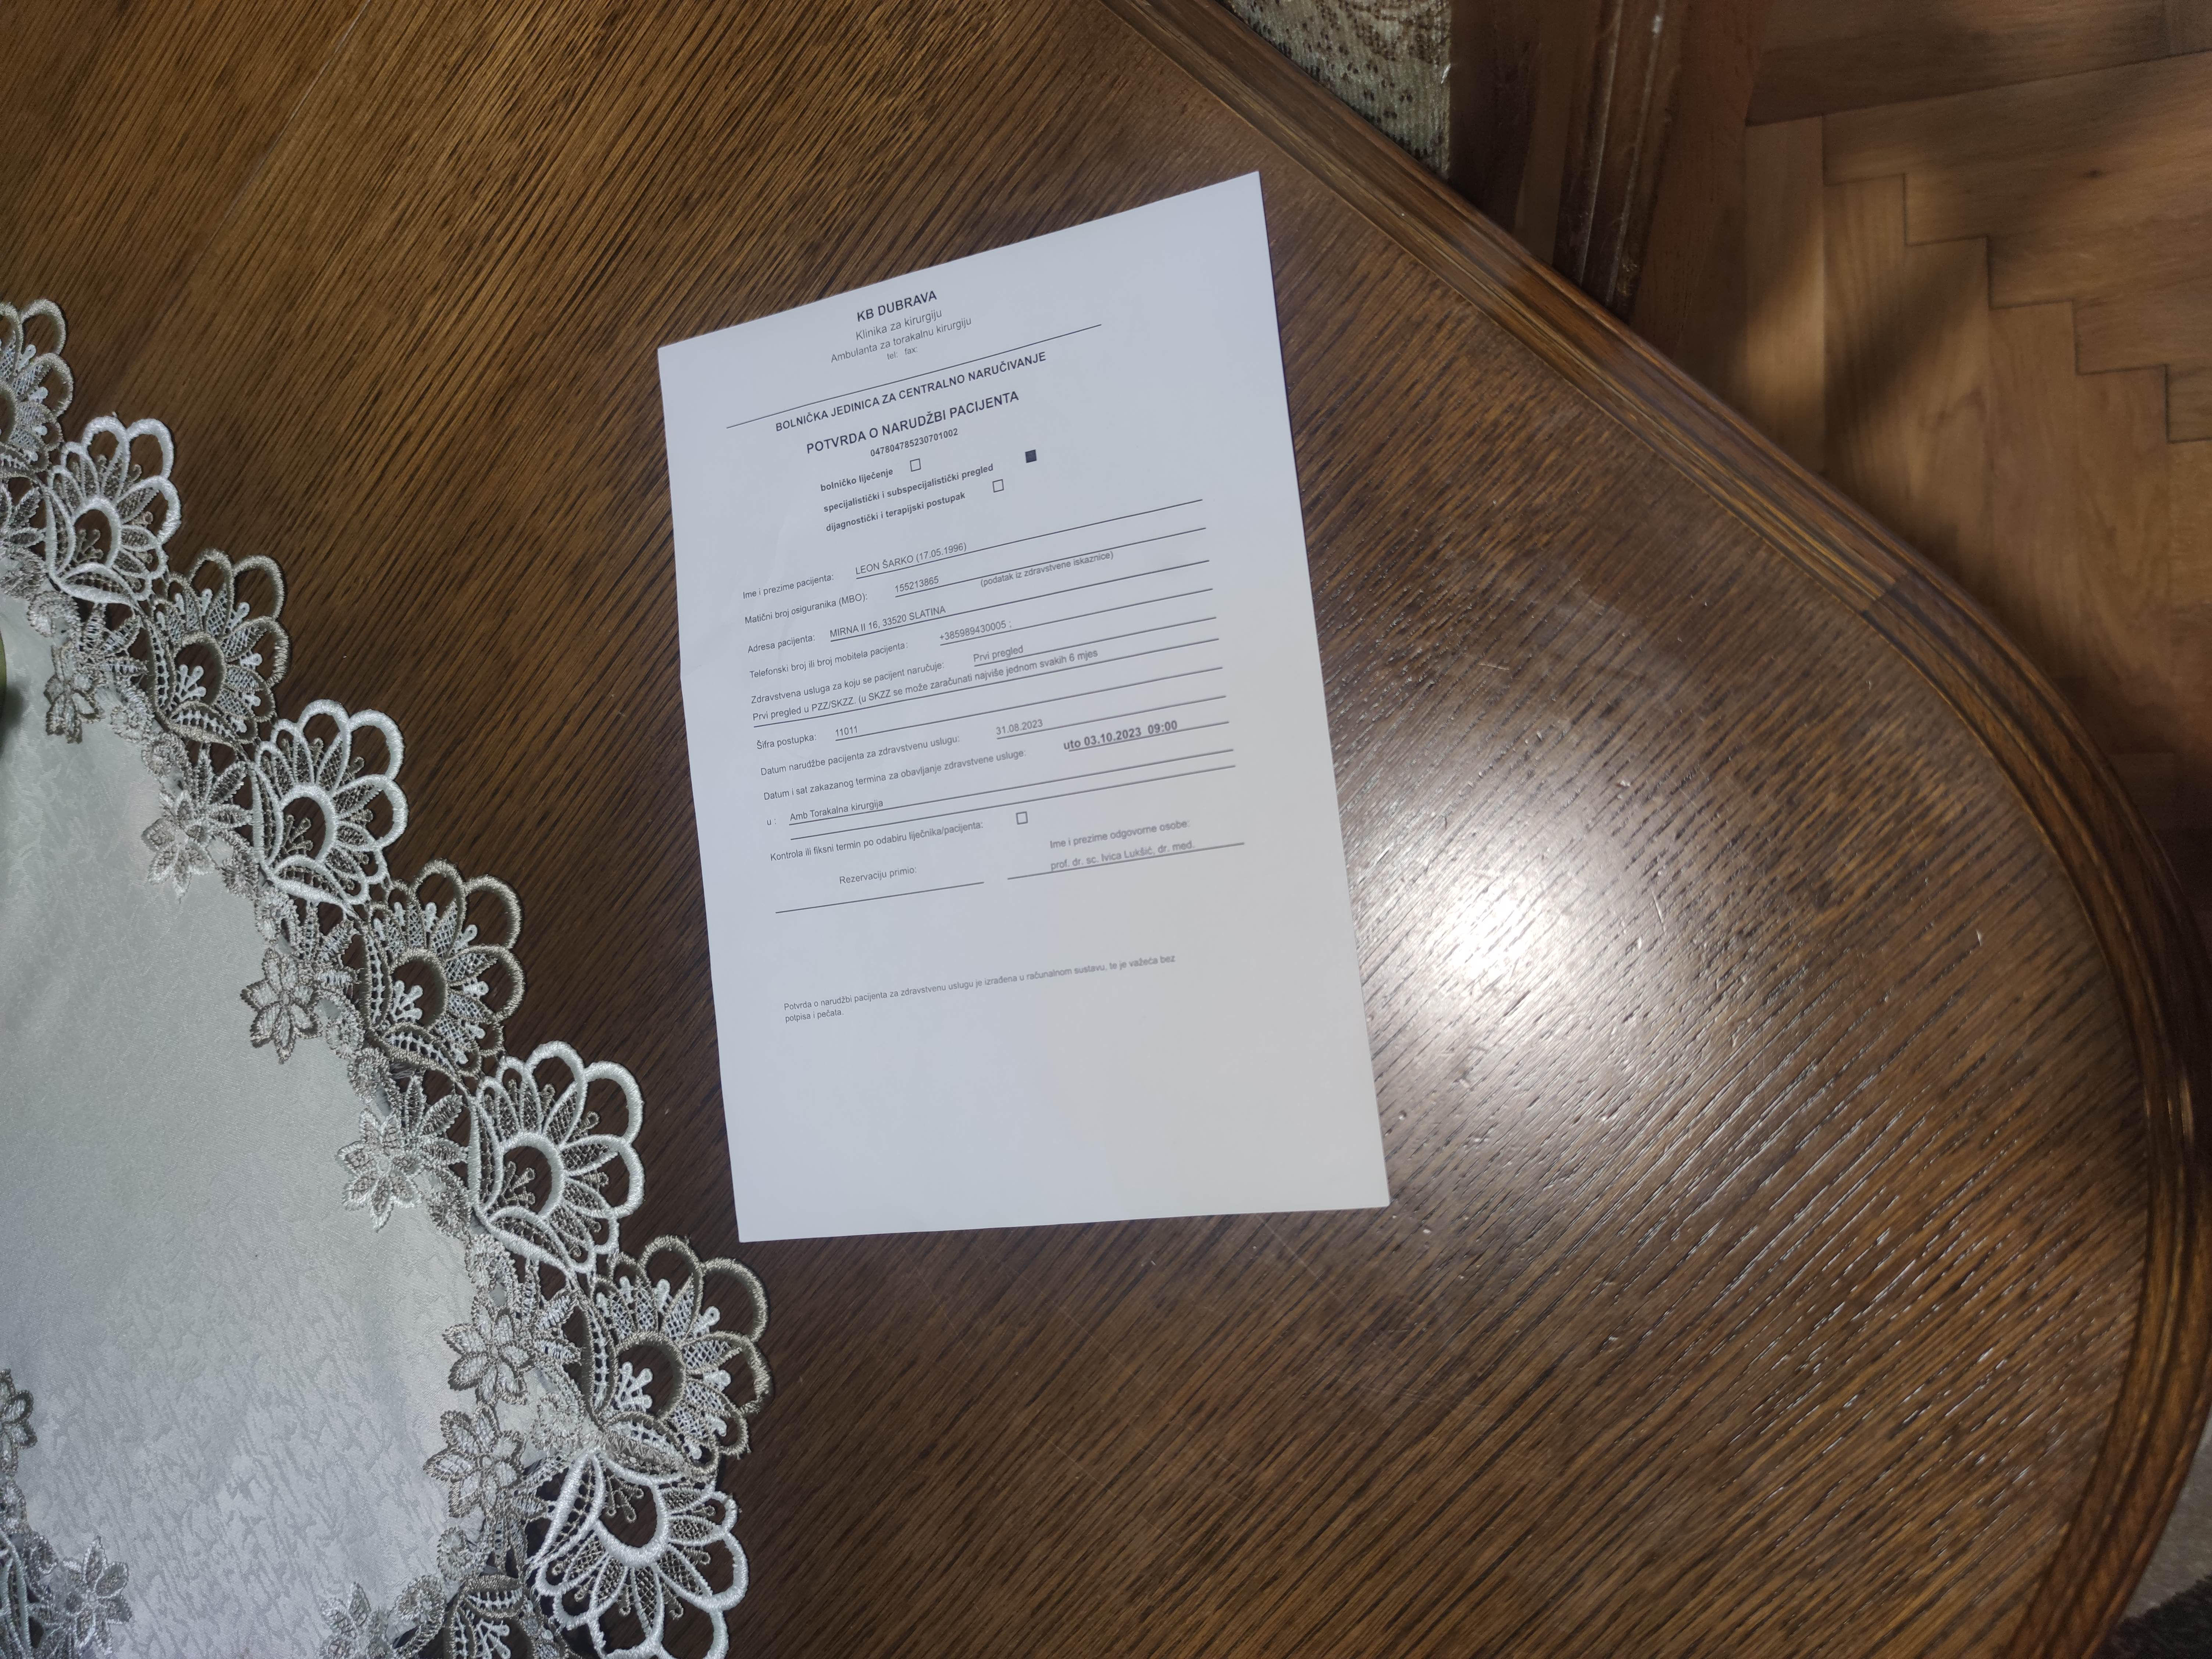 KB DUBRAVA
Klinika za kirurgiju
Ambulanta za torakalnu kirurgiju
tel: fax:
BOLNIČKA JEDINICA ZA CENTRALNO NARUČIVANJE
POTVRDA O NARUDŽBI PACIJENTA
04780478523070100​2
bolničko liječenje
specijalistički i subspecijalistički pregled
dijagnostički i terapijski postupak
Ime i prezime pacijenta: LEON ŠARKO (17.05.1996)
Matični broj osiguranika (MBO): 155213865 (podatak iz zdravstvene iskaznice)
Adresa pacijenta: MIRNA II 16, 33520 SLATINA
Telefonski broj ili broj mobitela pacijenta +385989430005 ;
Zdravstvena usluga za koju se pacijent naručuje: Prvi pregled
Prvi pregled u PZZ/SKZZ. (u SKZZ se može zaračunati najviše jednom svakih 6 mjes
Šifra postupka: 11011
Datum narudžbe pacijenta za zdravstvenu uslugu: 31.08.2023
Datum i sat zakazanog termina za obavljanje zdravstvene usluge: uto 03.10.2023 09:00
u : Amb Torakalna kirurgija
Kontrola ili fiksni termin po odabiru liječnika/pacijenta:
Rezervaciju primio: Ime i prezime odgovorne osobe:
prof. dr. sc. Ivica Lukšić, dr. med.
Potvrda o narudžbi pacijenta za zdravstvenu uslugu je izrađena u računalnom sustavu, te je važeća bez
potpisa i pečata.